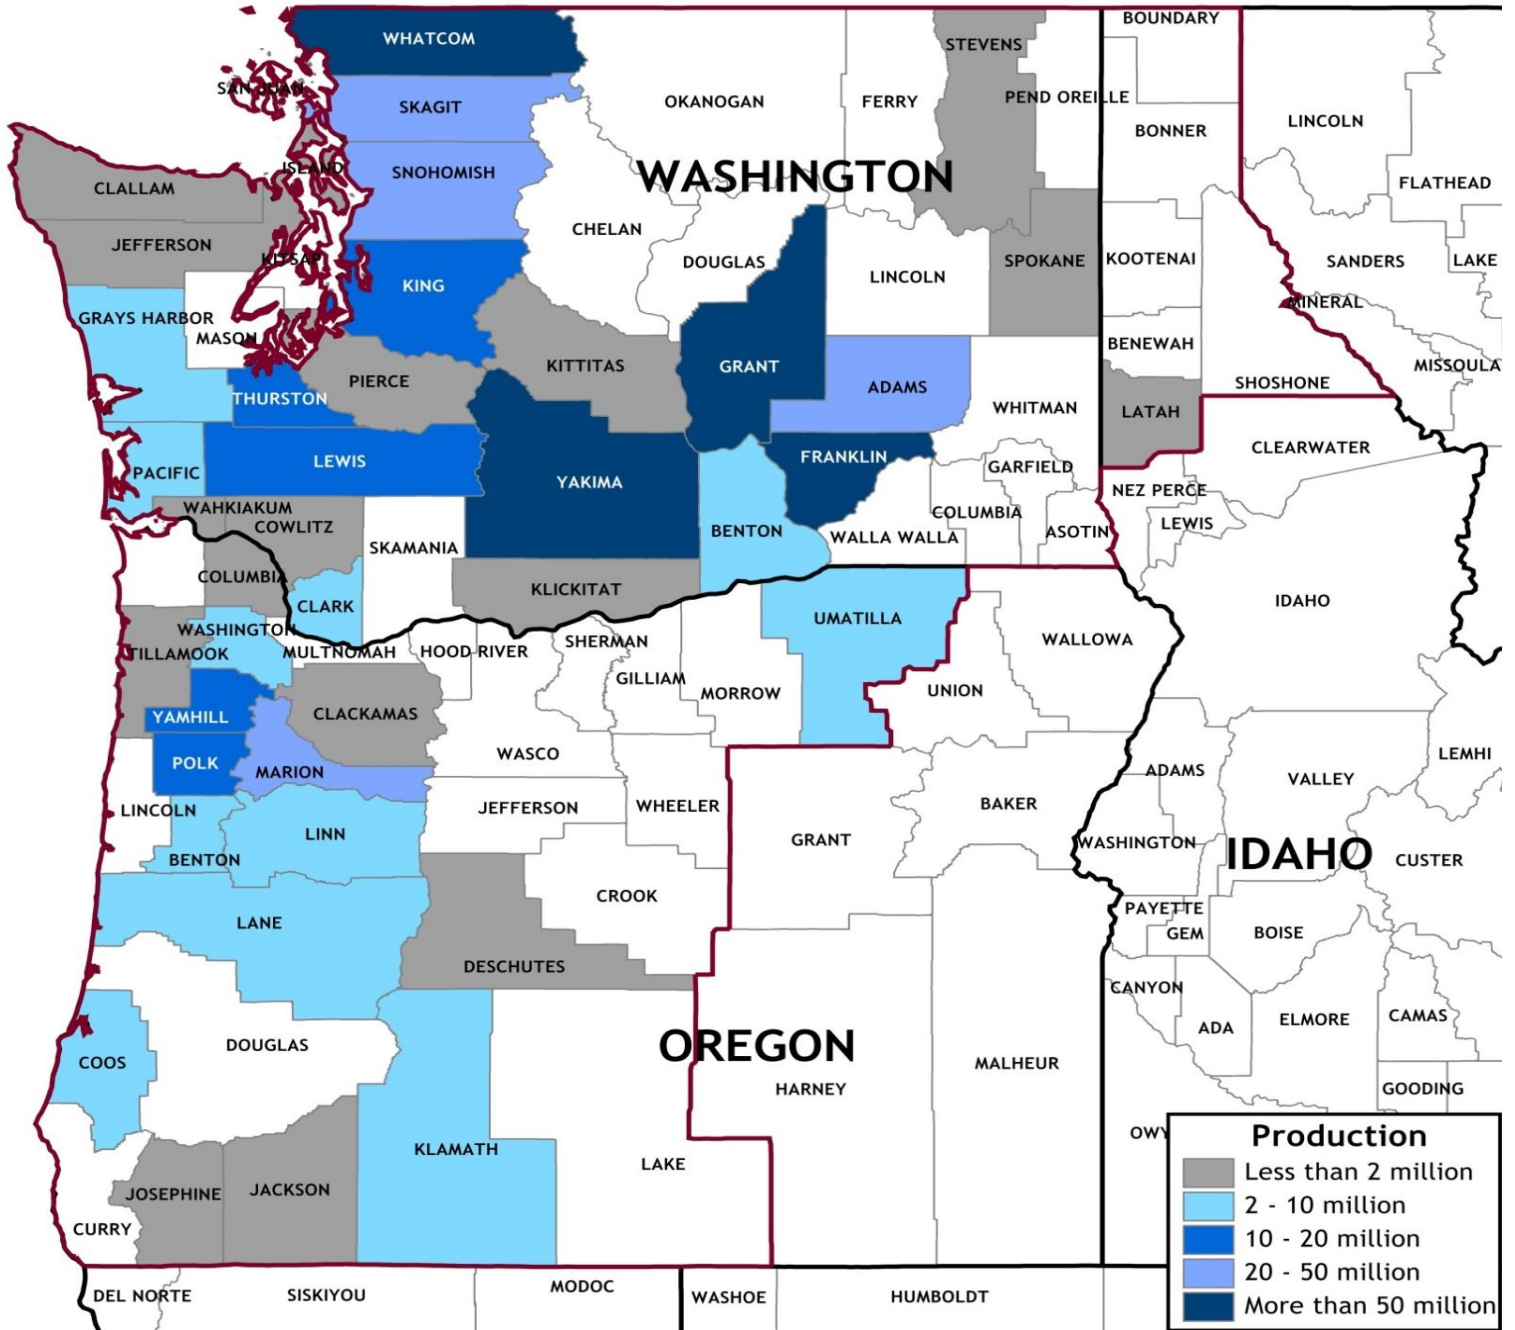 BOUNDARY
WHATCOM
STEVENS
SAN JUAN
SKAGIT
OKANOGAN
FERRY
PEND OREILLE
BONNER
LINCOLN
ISLAND
SNOHOMISH
WASHINGTON
FLATHEAD
CLALLAM
CHELAN
JEFFERSON
KITSAP
DOUGLAS
LINCOLN
SPOKANE
KOOTENAI
SANDERS
LAKE
KING
MINERAL
GRAYS HARBOR
MASON
BENEWAH
MISSOULA
KITTITAS
GRANT
PIERCE
ADAMS
SHOSHONE
THURSTON
WHITMAN
LATAH
CLEARWATER
LEWIS
FRANKLIN
GARFIELD
PACIFIC
YAKIMA
NEZ PERCE
WAHKIAKUM
COLUMBIA
LEWIS
COWLITZ
BENTON
WALLA WALLA
ASOTIN
SKAMANIA
COLUMBIA
KLICKITAT
IDAHO
CLARK
UMATILLA
WASHINGTON
SHERMAN
WALLOWA
TILLAMOOK
MULTNOMAH
HOOD RIVER
GILLIAM
MORROW
UNION
YAMHILL
CLACKAMAS
WASCO
LEMHI
POLK
MARION
ADAMS
VALLEY
LINCOLN
JEFFERSON
WHEELER
BAKER
LINN
GRANT
WASHINGTON
IDAHO
BENTON
CUSTER
CROOK
PAYETTE
LANE
GEM
BOISE
DESCHUTES
CANYON
ADA
ELMORE
CAMAS
DOUGLAS
OREGON
COOS
MALHEUR
HARNEY
GOODING
OWY
KLAMATH
LAKE
JOSEPHINE
JACKSON
CURRY
Production
Less than 2 million
2 - 10 million
10 - 20 million
20 - 50 million
More than 50 million
DEL NORTE
SISKIYOU
MODOC
WASHOE
HUMBOLDT